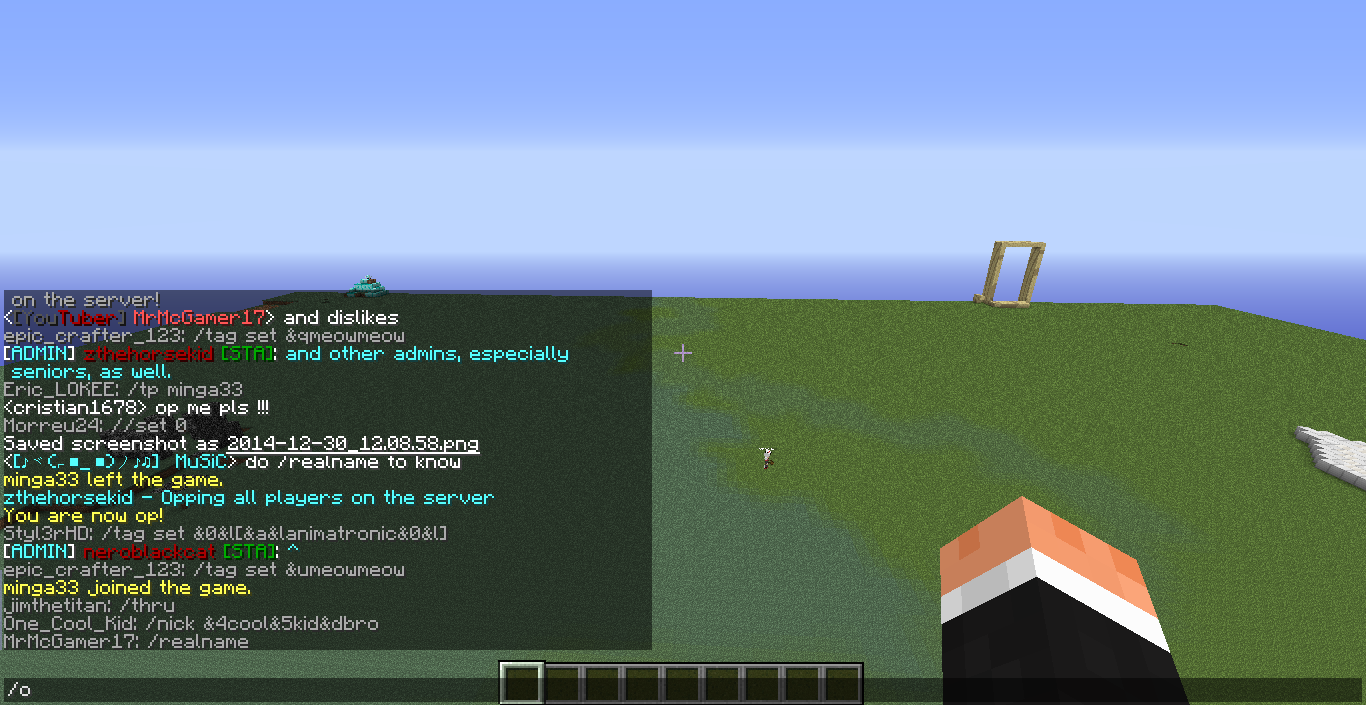 on the server!
<[YouTuber] MrMcGamer17> and dislikes
epic_crafter_123: /tag set &qmeowmeow
[ADMIN] zthehorsekid [STA]: and other admins, especially
seniors, as well.
Eric_LOKEE: /tp minga33
<cristian1678> op me pls !!!
Morreu24: //set 0
Saved screenshot as 2014-12-30_12.08.58.png
<[♪ヾ(⌐■_■)ノ♪♫] MuSiC> do /realname to know
minga33 left the game.
zthehorsekid - Opping all players on the server
You are now op!
Styl3rHD: /tag set &0&l[&a&lanimatronic&0&l]
[ADMIN] neroblackcat [STA]: ^
epic_crafter_123: /tag set &umeowmeow
minga33 joined the game.
jimthetitan: /thru
One_Cool_Kid: /nick &4cool&5kid&dbro
MrMcGamer17: /realname
/o